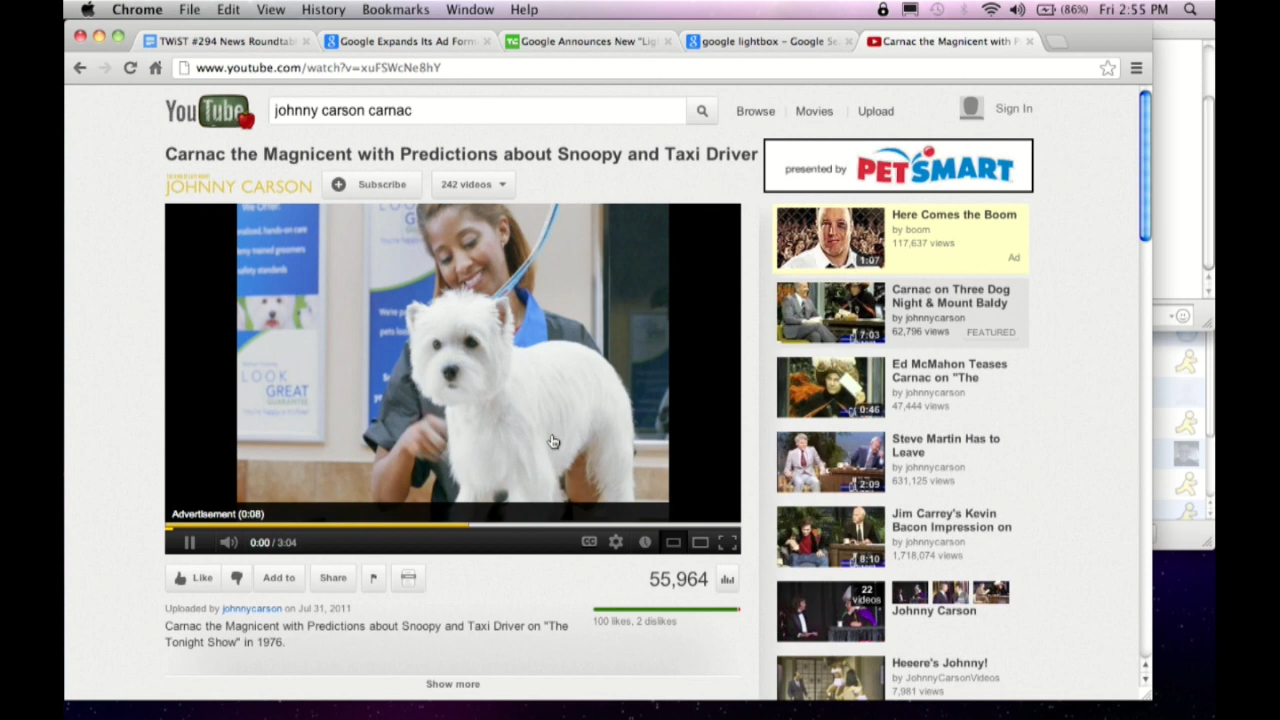 Chrome File Edit View History Bookmarks Window Help (86%) Fri 2:55 PM
TWiST #294 News Roundtabl Google Expands Its Ad Form Google Announces New "Lig google lightbox - Google Se Carnac the Magnicent with P
www.youtube.com/watch?v=xuFSWcNe8hY
YouTube johnny carson carnac Browse Movies Upload Sign In
Carnac the Magnicent with Predictions about Snoopy and Taxi Driver
presented by PETSMART
JOHNNY CARSON Subscribe 242 videos
LOOK
GREAT
Advertisement (0:08)
0:00 / 3:04
Like Add to Share 55,964
Uploaded by johnnycarson on Jul 31, 2011
100 likes, 2 dislikes
Carnac the Magnicent with Predictions about Snoopy and Taxi Driver on "The
Tonight Show" in 1976.
Show more
Here Comes the Boom
by boom
117,637 views
Ad
1:07
Carnac on Three Dog
Night & Mount Baldy
by johnnycarson
62,796 views FEATURED
7:03
Ed McMahon Teases
Carnac on "The
by johnnycarson
47,444 views
0:46
Steve Martin Has to
Leave
by johnnycarson
631,125 views
2:09
Jim Carrey's Kevin
Bacon Impression on
by johnnycarson
1,718,074 views
8:10
22
videos
Johnny Carson
Heeere's Johnny!
by JohnnyCarsonVideos
7,981 views